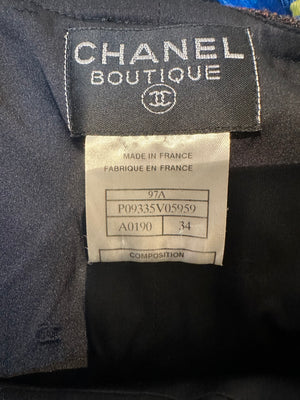 CHANEL
BOUTIQUE
MADE IN FRANCE
FABRIQUÉ EN FRANCE
97A
P09335V05959
A0190 34
COMPOSITION